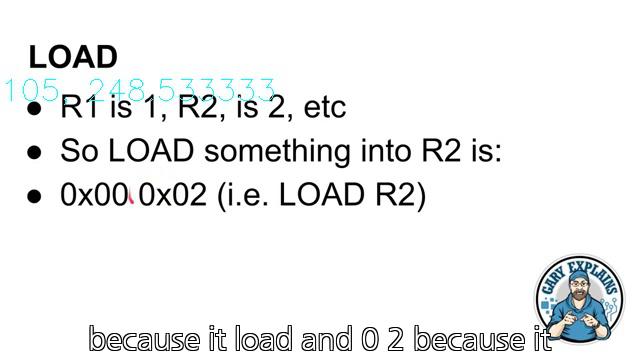 LOAD
105, 248.533333
● R1 is 1, R2, is 2, etc
● So LOAD something into R2 is:
● 0x00 0x02 (i.e. LOAD R2)
GARY EXPLAINS
because it load and 0 2 because it